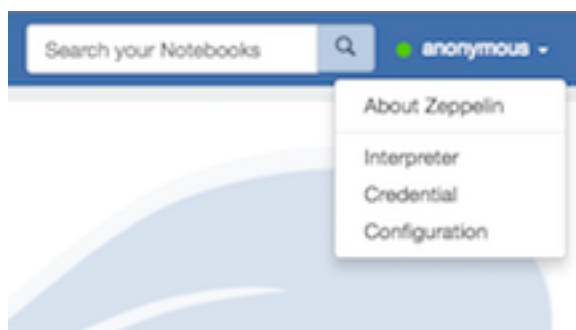 Search your Notebooks
anonymous
About Zeppelin
Interpreter
Credential
Configuration